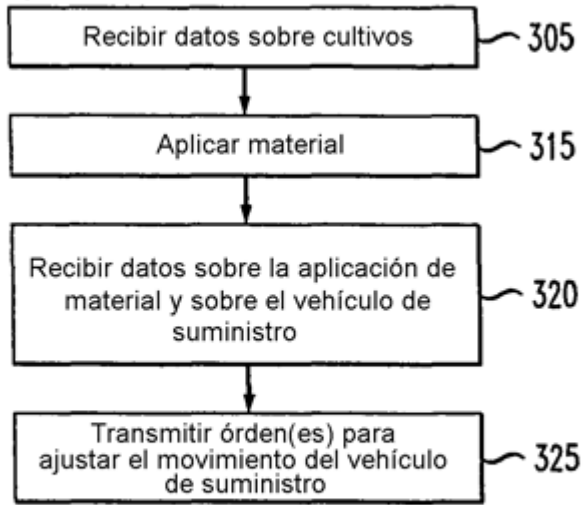 Recibir datos sobre cultivos
305
Aplicar material
315
Recibir datos sobre la aplicación de
material y sobre el vehículo de
suministro
320
Transmitir órden(es) para
ajustar el movimiento del vehículo
de suministro
325